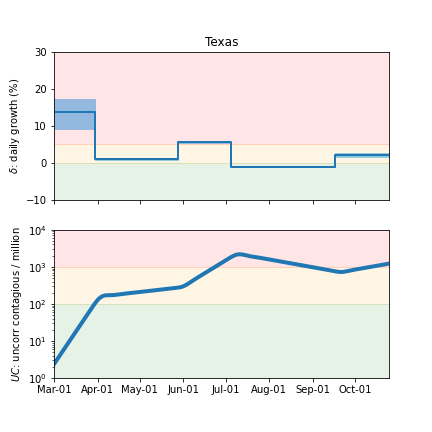 Texas
δ: daily growth (%)
30
20
10
0
−10
UC: uncorr contagious / million
10⁴
10³
10²
10¹
10⁰
Mar-01 Apr-01 May-01 Jun-01 Jul-01 Aug-01 Sep-01 Oct-01